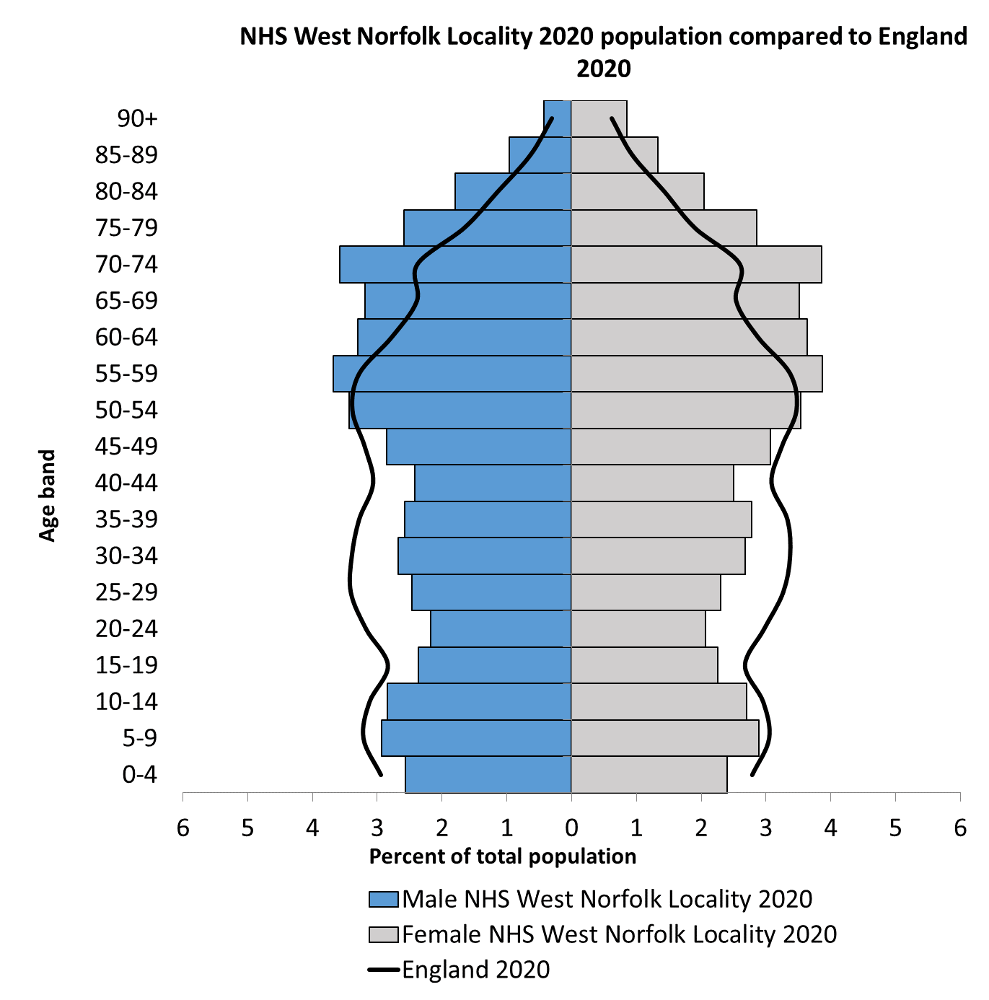 NHS West Norfolk Locality 2020 population compared to England
2020
90+
85-89
80-84
75-79
70-74
65-69
60-64
55-59
50-54
45-49
40-44
35-39
30-34
25-29
20-24
15-19
10-14
5-9
0-4
Age band
6 5 4 3 2 1 0 1 2 3 4 5 6
Percent of total population
Male NHS West Norfolk Locality 2020
Female NHS West Norfolk Locality 2020
England 2020